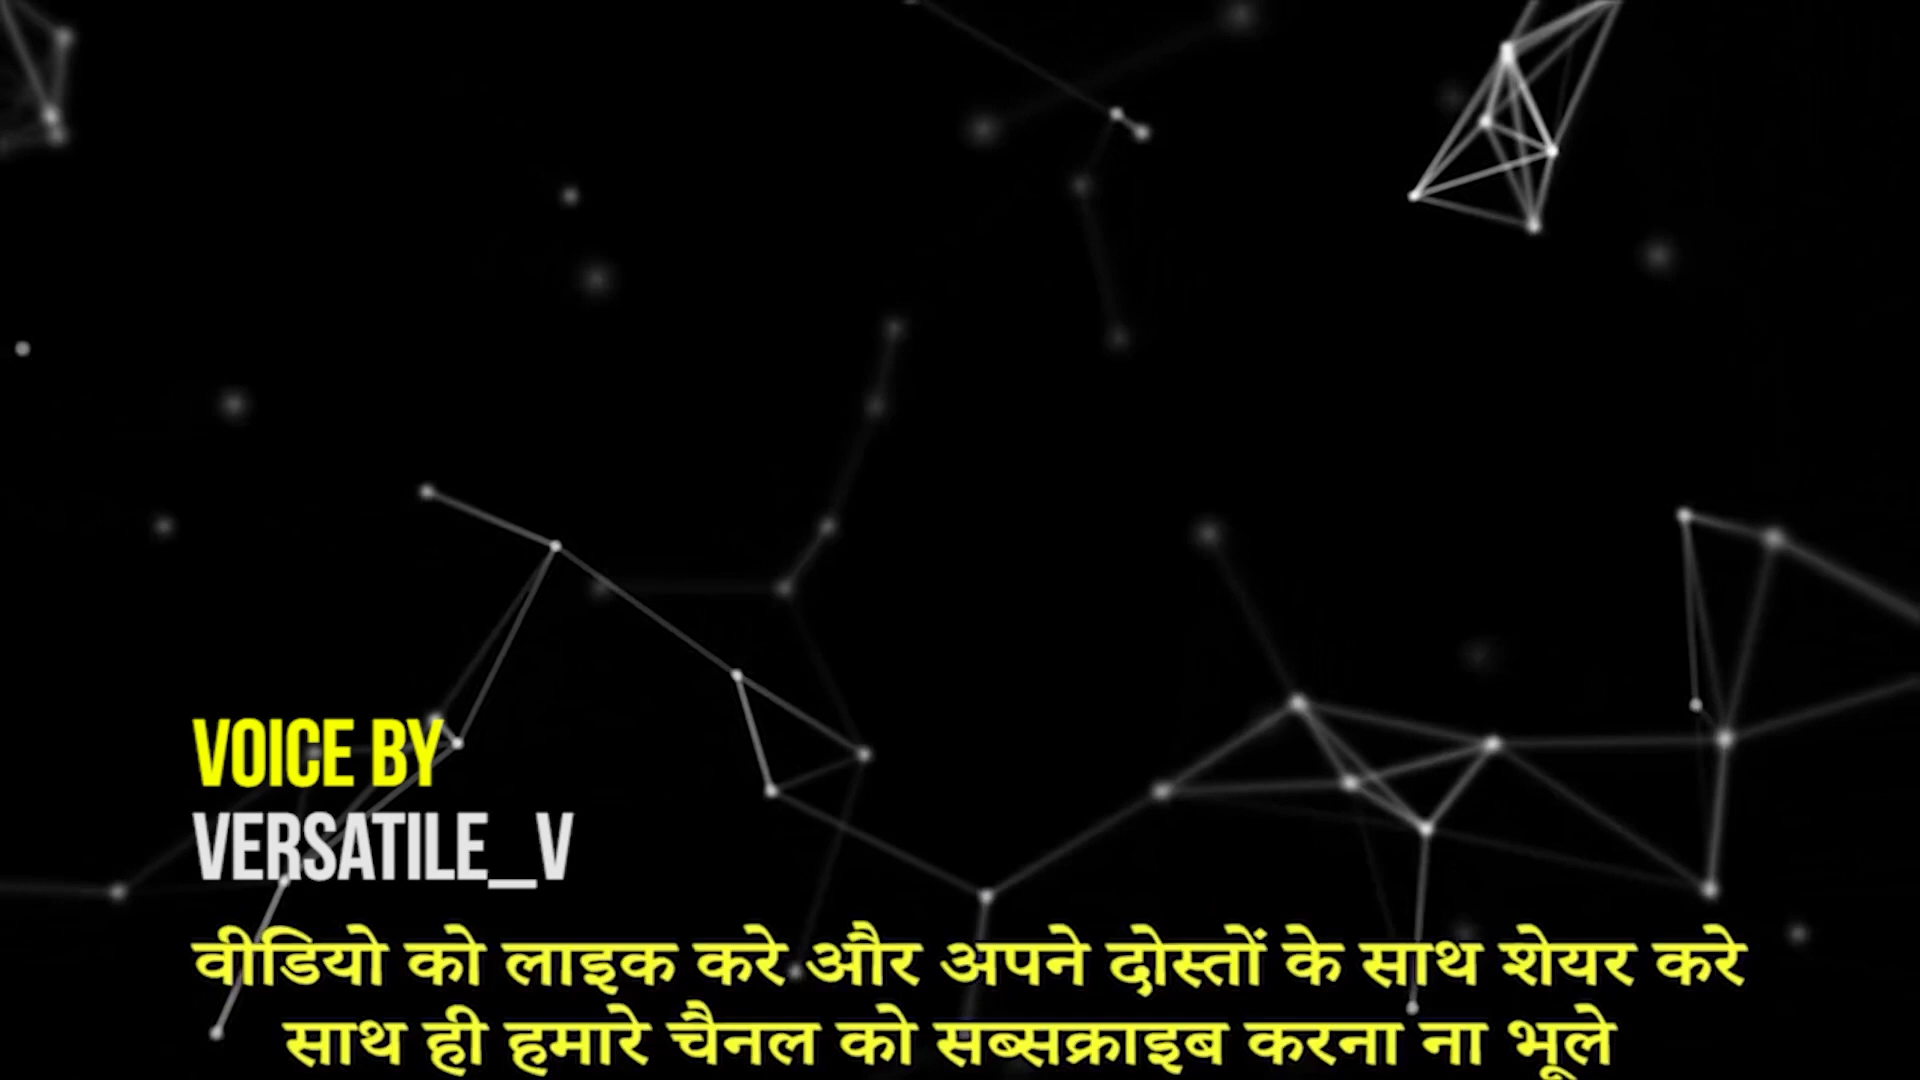 VOICE BY
VERSATILE_V
वीडियो को लाइक करे और अपने दोस्तों के साथ शेयर करे
साथ ही हमारे चैनल को सब्सक्राइब करना ना भूले